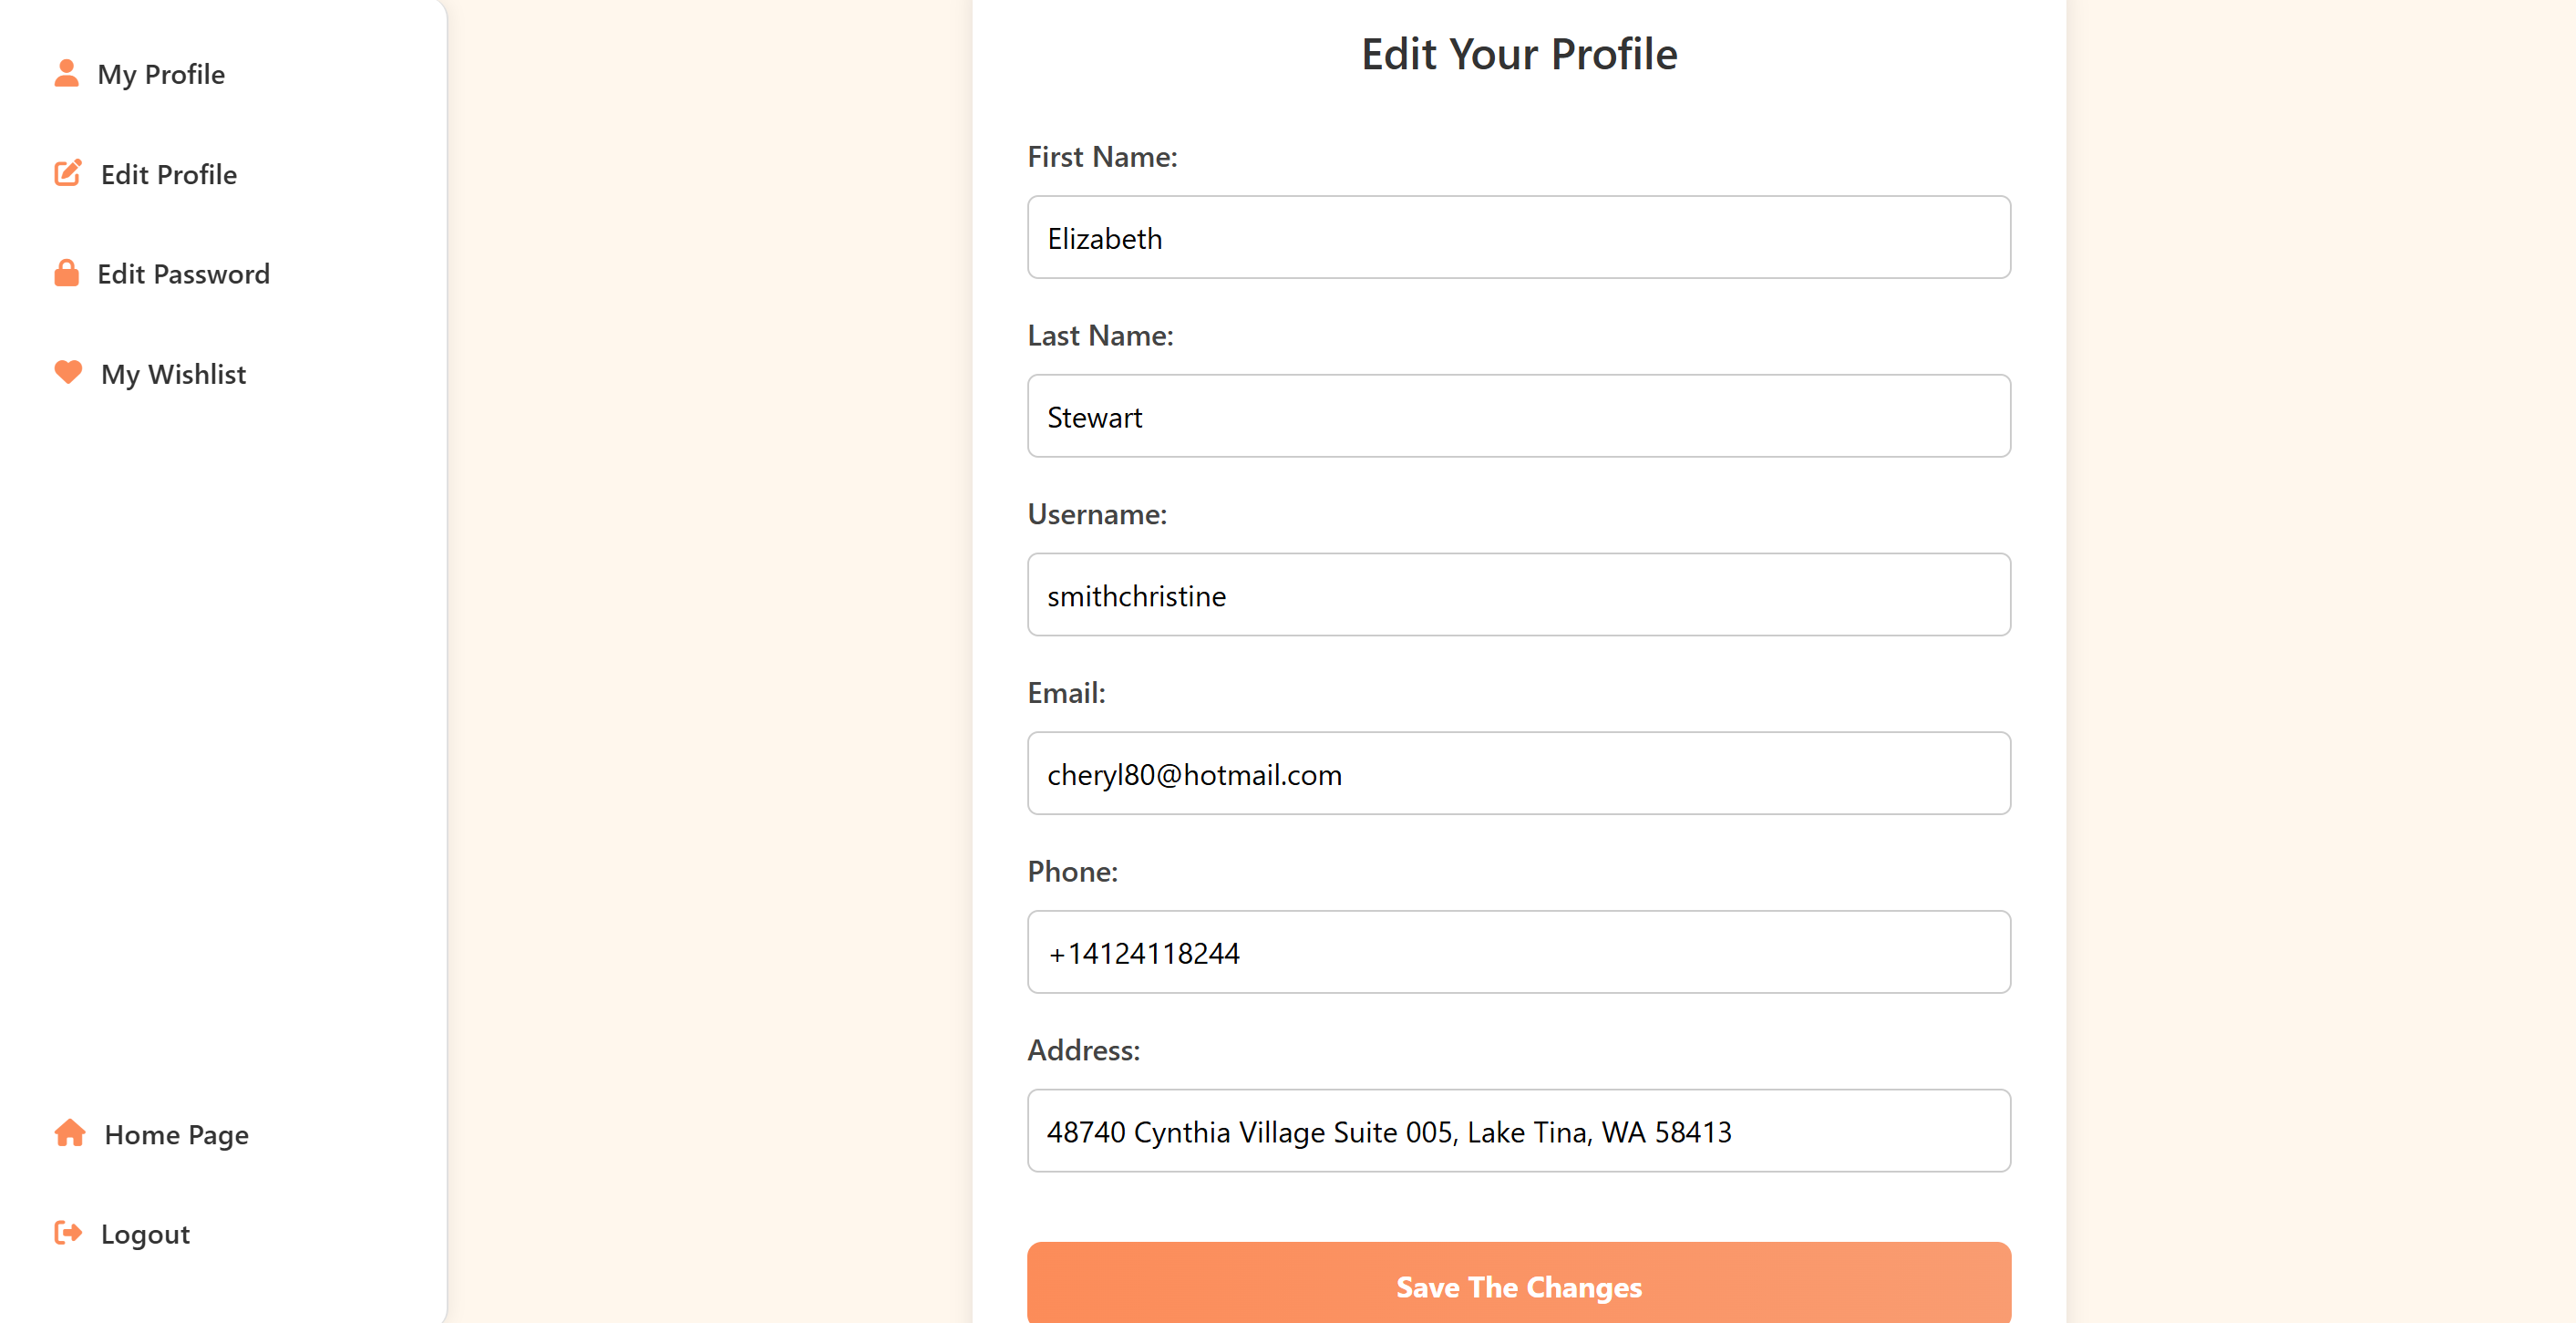 My Profile
Edit Profile
Edit Password
My Wishlist
Home Page
Logout
Edit Your Profile
First Name:
Elizabeth
Last Name:
Stewart
Username:
smithchristine
Email:
cheryl80@hotmail.com
Phone:
+14124118244
Address:
48740 Cynthia Village Suite 005, Lake Tina, WA 58413
Save The Changes